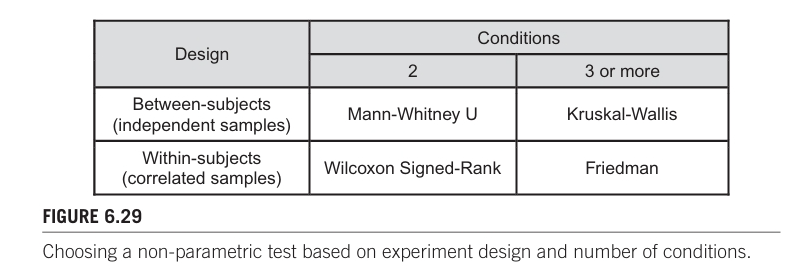 Design
Conditions
2
3 or more
Between-subjects
(independent samples)
Mann-Whitney U
Kruskal-Wallis
Within-subjects
(correlated samples)
Wilcoxon Signed-Rank
Friedman
FIGURE 6.29
Choosing a non-parametric test based on experiment design and number of conditions.